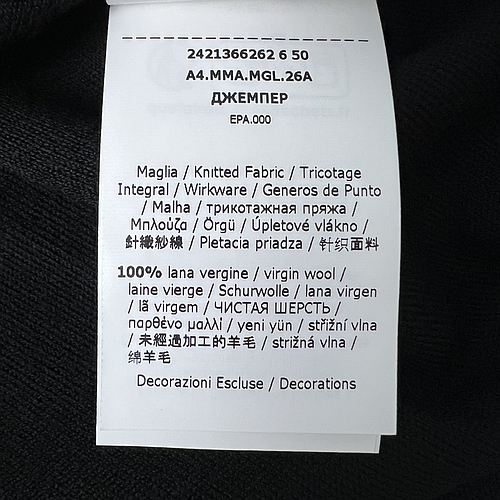 2421366262 6 50
A4.MMA.MGL.26A
ДЖЕМПЕР
EPA.000
Maglia / Knitted Fabric / Tricotage
Integral / Wirkware / Generos de Punto
/ Malha / трикотажная пряжа /
Μπλούζα / Örgü / Úpletové vlákno /
針織紗線 / Pletacia priadza / 针织面料
100% lana vergine / virgin wool /
laine vierge / Schurwolle / lana virgen
/ lã virgem / ЧИСТАЯ ШЕРСТЬ /
παρθένο μαλλί / yeni yün / střižní vlna
/ 未經過加工的羊毛 / strižná vlna /
绵羊毛
Decorazioni Escluse / Decorations